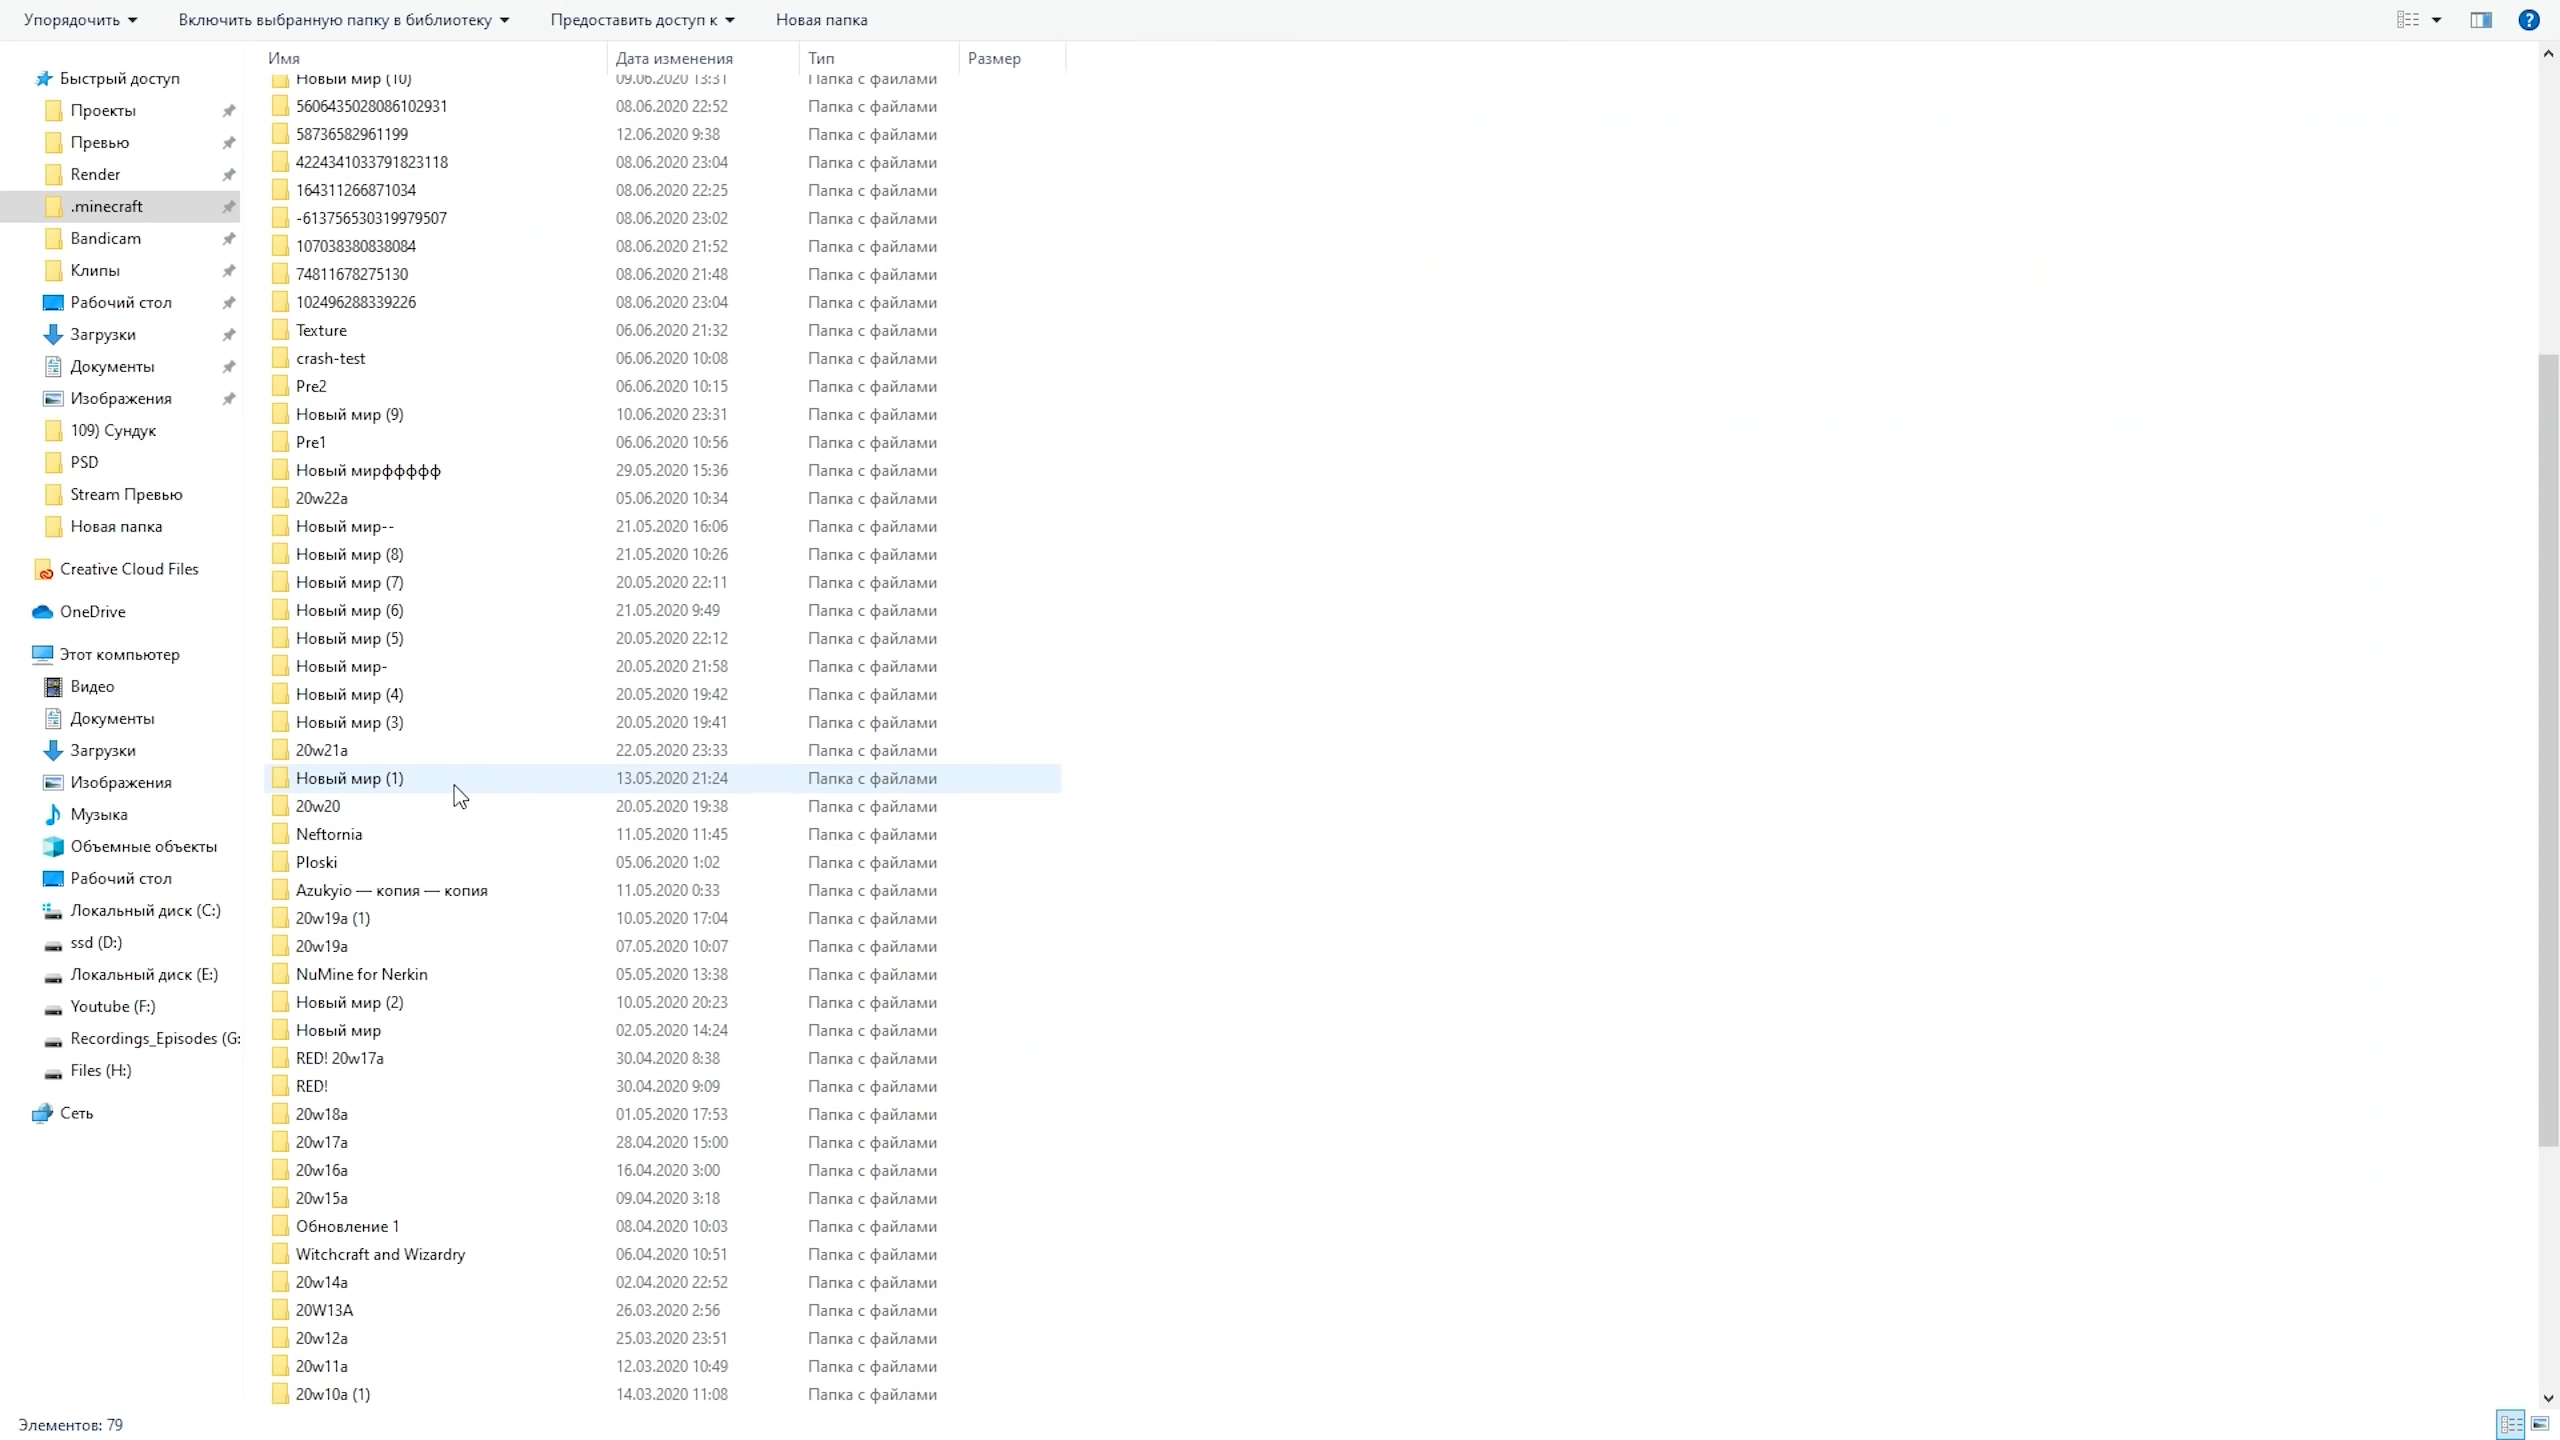 Упорядочить Включить выбранную папку в библиотеку Предоставить доступ к Новая папка
Имя Дата изменения Тип Размер
Быстрый доступ
Проекты
Превью
Render
.minecraft
Bandicam
Клипы
Рабочий стол
Загрузки
Документы
Изображения
109) Сундук
PSD
Stream Превью
Новая папка
Creative Cloud Files
OneDrive
Этот компьютер
Видео
Документы
Загрузки
Изображения
Музыка
Объемные объекты
Рабочий стол
Локальный диск (C:)
ssd (D:)
Локальный диск (E:)
Youtube (F:)
Recordings_Episodes (G:
Files (H:)
Сеть
Новый мир (10) 09.06.2020 13:31 Папка с файлами
5606435028086102931 08.06.2020 22:52 Папка с файлами
58736582961199 12.06.2020 9:38 Папка с файлами
4224341033791823118 08.06.2020 23:04 Папка с файлами
164311266871034 08.06.2020 22:25 Папка с файлами
-613756530319979507 08.06.2020 23:02 Папка с файлами
107038380838084 08.06.2020 21:52 Папка с файлами
74811678275130 08.06.2020 21:48 Папка с файлами
102496288339226 08.06.2020 23:04 Папка с файлами
Texture 06.06.2020 21:32 Папка с файлами
crash-test 06.06.2020 10:08 Папка с файлами
Pre2 06.06.2020 10:15 Папка с файлами
Новый мир (9) 10.06.2020 23:31 Папка с файлами
Pre1 06.06.2020 10:56 Папка с файлами
Новый мирффффф 29.05.2020 15:36 Папка с файлами
20w22a 05.06.2020 10:34 Папка с файлами
Новый мир-- 21.05.2020 16:06 Папка с файлами
Новый мир (8) 21.05.2020 10:26 Папка с файлами
Новый мир (7) 20.05.2020 22:11 Папка с файлами
Новый мир (6) 21.05.2020 9:49 Папка с файлами
Новый мир (5) 20.05.2020 22:12 Папка с файлами
Новый мир- 20.05.2020 21:58 Папка с файлами
Новый мир (4) 20.05.2020 19:42 Папка с файлами
Новый мир (3) 20.05.2020 19:41 Папка с файлами
20w21a 22.05.2020 23:33 Папка с файлами
Новый мир (1) 13.05.2020 21:24 Папка с файлами
20w20 20.05.2020 19:38 Папка с файлами
Neftornia 11.05.2020 11:45 Папка с файлами
Ploski 05.06.2020 1:02 Папка с файлами
Azukyio — копия — копия 11.05.2020 0:33 Папка с файлами
20w19a (1) 10.05.2020 17:04 Папка с файлами
20w19a 07.05.2020 10:07 Папка с файлами
NuMine for Nerkin 05.05.2020 13:38 Папка с файлами
Новый мир (2) 10.05.2020 20:23 Папка с файлами
Новый мир 02.05.2020 14:24 Папка с файлами
RED! 20w17a 30.04.2020 8:38 Папка с файлами
RED! 30.04.2020 9:09 Папка с файлами
20w18a 01.05.2020 17:53 Папка с файлами
20w17a 28.04.2020 15:00 Папка с файлами
20w16a 16.04.2020 3:00 Папка с файлами
20w15a 09.04.2020 3:18 Папка с файлами
Обновление 1 08.04.2020 10:03 Папка с файлами
Witchcraft and Wizardry 06.04.2020 10:51 Папка с файлами
20w14a 02.04.2020 22:52 Папка с файлами
20W13A 26.03.2020 2:56 Папка с файлами
20w12a 25.03.2020 23:51 Папка с файлами
20w11a 12.03.2020 10:49 Папка с файлами
20w10a (1) 14.03.2020 11:08 Папка с файлами
Элементов: 79